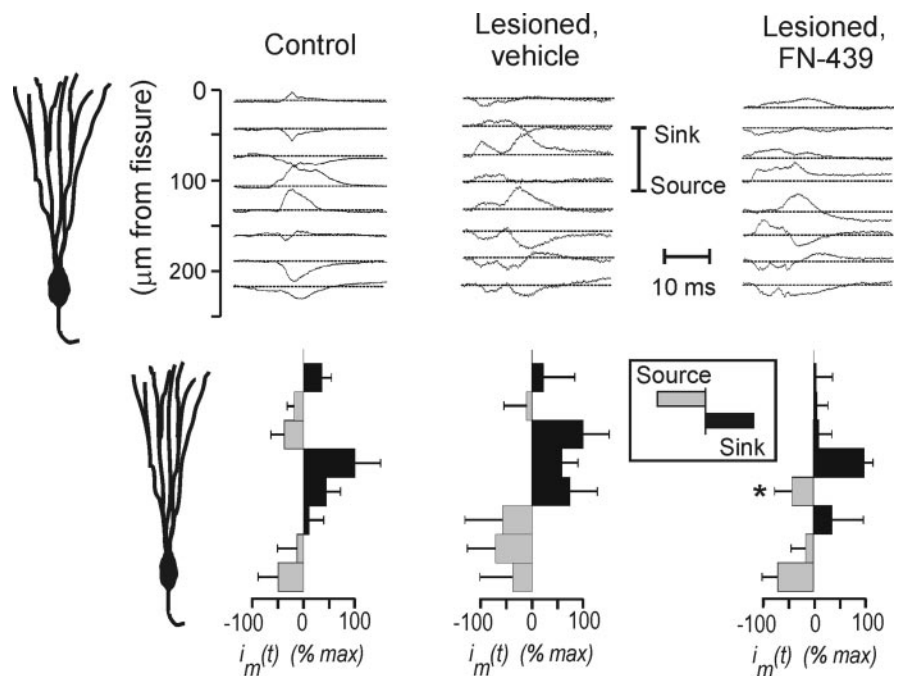 Control
Lesioned,
vehicle
Lesioned,
FN-439
(μm from fissure)
0
100
200
Sink
Source
10 ms
Source
Sink
*
-100 0 100
-100 0 100
-100 0 100
i_m(t) (% max)
i_m(t) (% max)
i_m(t) (% max)